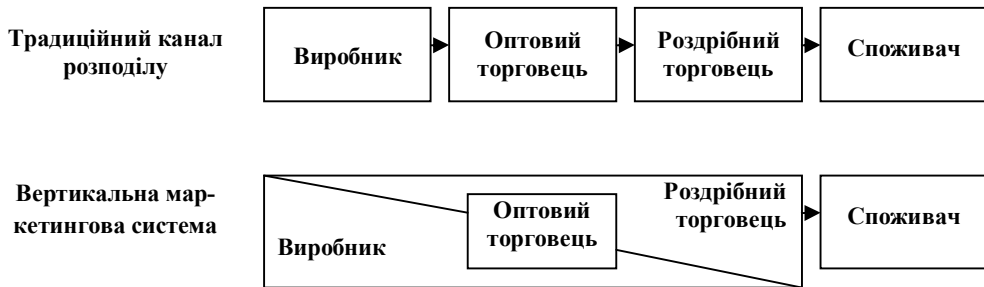 Традиційний канал
розподілу
Виробник
Оптовий
торговець
Роздрібний
торговець
Споживач
Вертикальна мар-
кетингова система
Виробник
Оптовий
торговець
Роздрібний
торговець
Споживач